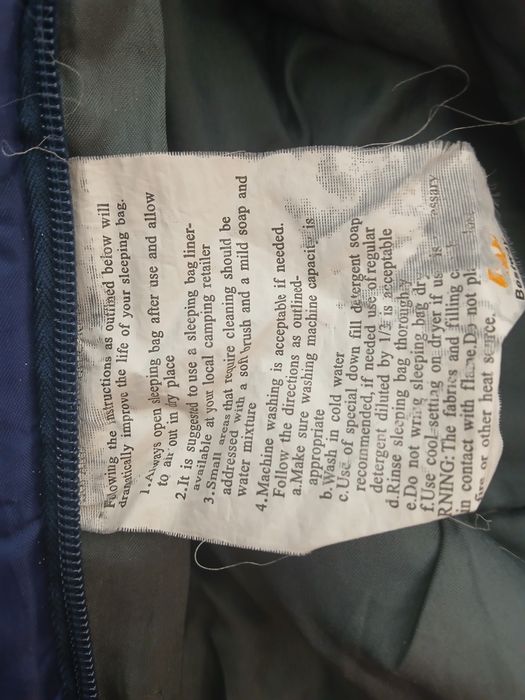 Folowing the instructions as outlined below will
dramatically improve the life of your sleeping bag.
1.Always open sleeping bag after use and allow
to air out in dry place
2.It is suggested to use a sleeping bag liner-
available at your local camping retailer
3.Small areas that require cleaning should be
addressed with a soft brush and a mild soap and
water mixture
4.Machine washing is acceptable if needed.
Follow the directions as outlined-
a.Make sure washing machine capacity is
appropriate
b.Wash in cold water
c.Use of special down fill detergent soap
recommended, if needed use of regular
detergent diluted by 1/2 is acceptable
d.Rinse sleeping bag thoroughly
e.Do not wring sleeping bag dry
f.Use cool setting on dryer if
RNING: The fabrics and filling
in contact with flame.Do not
fire or other heat source.